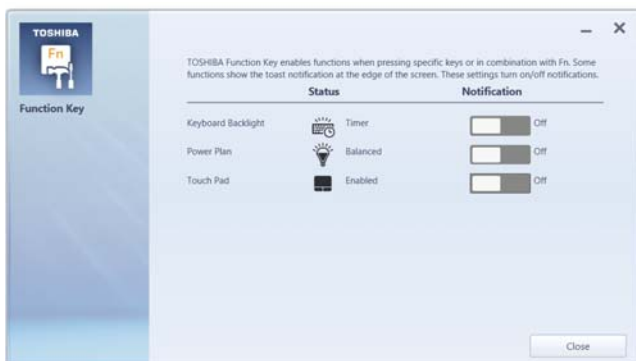 TOSHIBA
Fn
Function Key
TOSHIBA Function Key enables functions when pressing specific keys or in combination with Fn. Some
functions show the toast notification at the edge of the screen. These settings turn on/off notifications.
Status Notification
Keyboard Backlight Timer Off
Power Plan Balanced Off
Touch Pad Enabled Off
Close